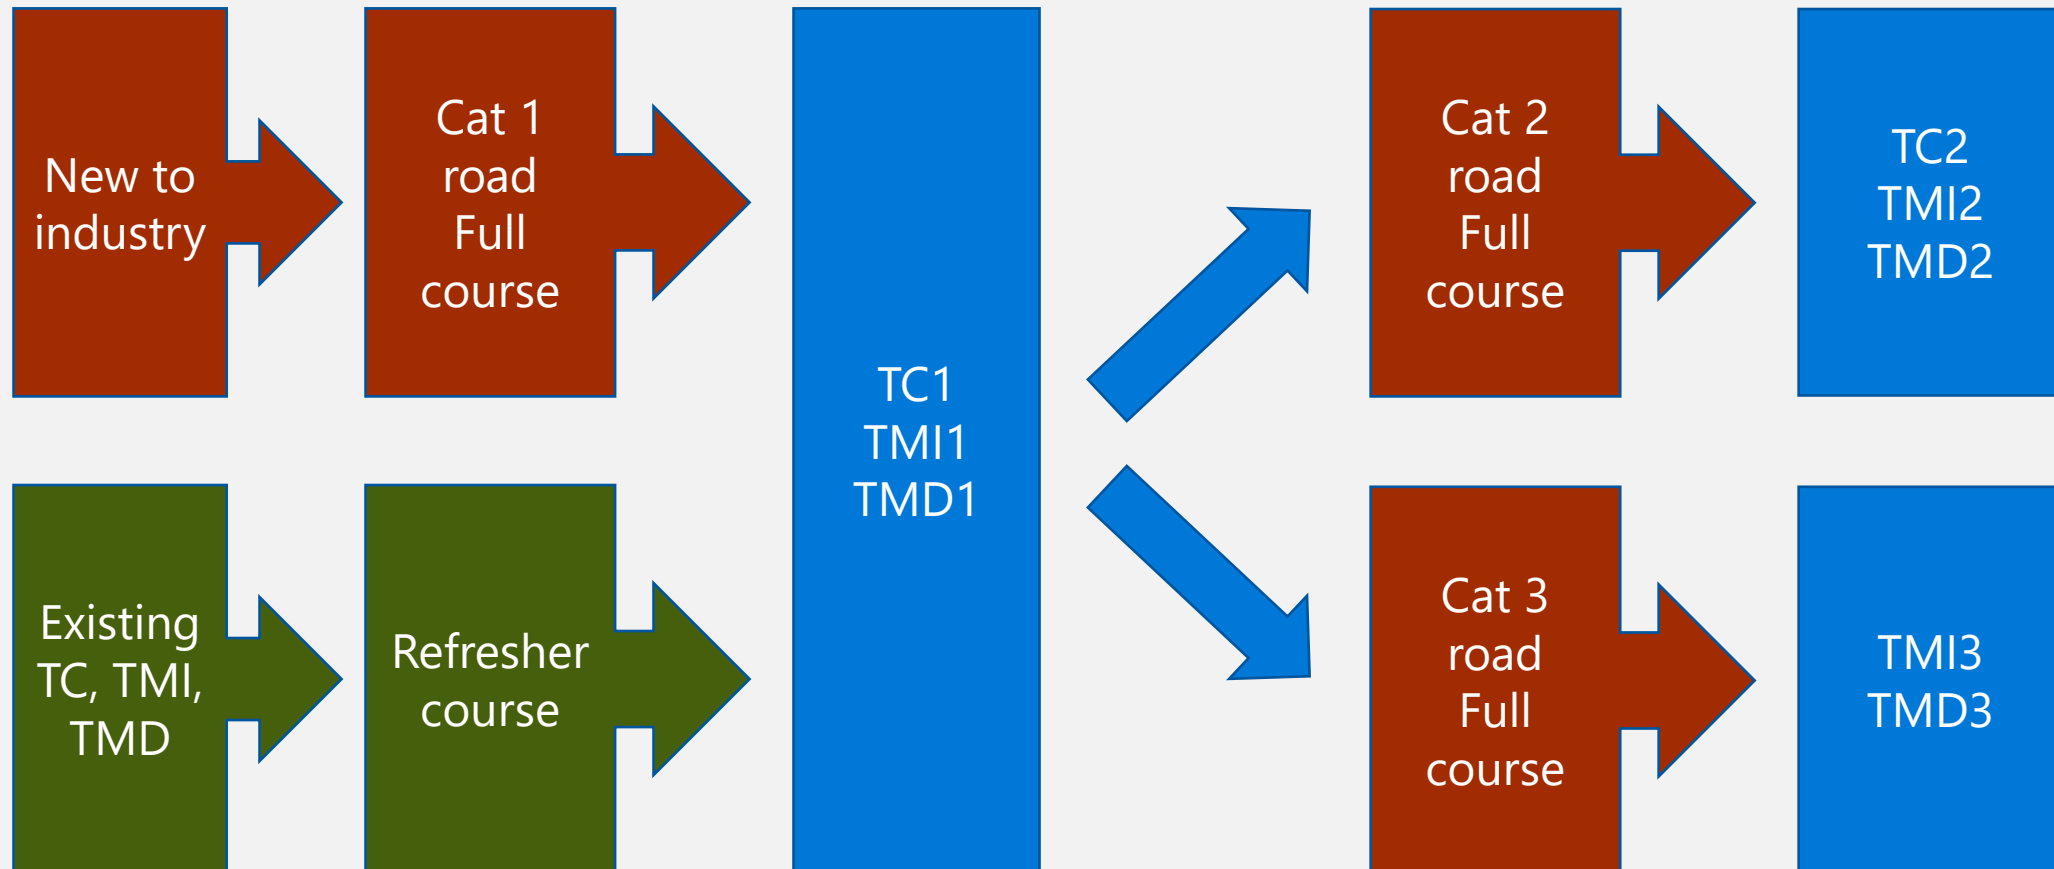 New to
industry
Cat 1
road
Full
course
TC1
TMI1
TMD1
Cat 2
road
Full
course
TC2
TMI2
TMD2
Existing
TC, TMI,
TMD
Refresher
course
Cat 3
road
Full
course
TMI3
TMD3